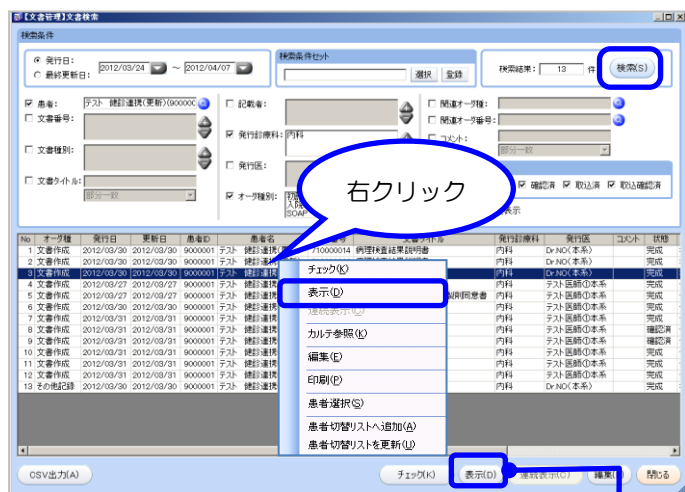 【文書管理】文書検索
検索条件
発行日:
最終更新日:
2012/03/24 ～ 2012/04/07
検索条件セット
選択 登録
検索結果: 13 件
検索(S)
患者: テスト 健診連携(更新)(90000C
文書番号:
文書種別:
文書タイトル:
部分一致
記載者:
発行診療科: 内科
発行医:
オーダ種別:
SOAP
関連オーダ種:
関連オーダ番号:
コメント:
部分一致
確認済 取込済 取込確認済
表示
右クリック
No オーダ種 発行日 更新日 患者ID 患者名 番号 文書タイトル 発行診療科 発行医 コメント 状態
1 文書作成 2012/03/30 2012/03/30 9000001 テスト 健診連携(更 10000014 病理検査結果説明書 内科 Dr.NO(本系) 完成
2 文書作成 2012/03/30 2012/03/30 9000001 テスト 健診連携 内科 Dr.NO(本系) 完成
3 文書作成 2012/03/30 2012/03/30 9000001 テスト 健診連携 内科 Dr.NO(本系) 完成
4 文書作成 2012/03/27 2012/03/27 9000001 テスト 健診連携 内科 テスト医師①本系 完成
5 文書作成 2012/03/27 2012/03/27 9000001 テスト 健診連携 製剤同意書 内科 テスト医師①本系 完成
6 文書作成 2012/03/30 2012/03/30 9000001 テスト 健診連携 内科 テスト医師①本系 完成
7 文書作成 2012/03/31 2012/03/31 9000001 テスト 健診連携 内科 テスト医師①本系 完成
8 文書作成 2012/03/31 2012/03/31 9000001 テスト 健診連携 内科 テスト医師①本系 確認済
9 文書作成 2012/03/31 2012/03/31 9000001 テスト 健診連携 内科 テスト医師①本系 確認済
10 文書作成 2012/03/31 2012/03/31 9000001 テスト 健診連携 内科 テスト医師①本系 完成
11 文書作成 2012/03/31 2012/03/31 9000001 テスト 健診連携 内科 テスト医師①本系 完成
12 文書作成 2012/03/31 2012/03/31 9000001 テスト 健診連携 内科 テスト医師①本系 完成
13 その他記録 2012/03/30 2012/03/30 9000001 テスト 健診連携 内科 Dr.NO(本系) 完成
チェック(K)
表示(D)
連続表示(C)
カルテ参照(K)
編集(E)
印刷(P)
患者選択(S)
患者切替リストへ追加(A)
患者切替リストを更新(U)
CSV出力(A) チェック(K) 表示(D) 連続表示(C) 編集( ) 閉じる